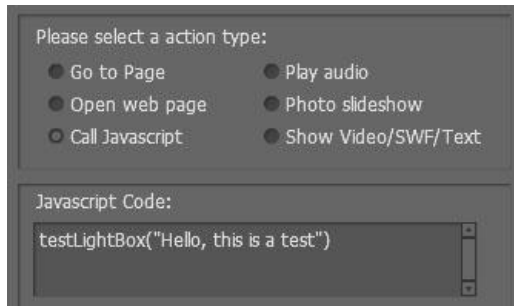 Please select a action type:
Go to Page Play audio
Open web page Photo slideshow
Call Javascript Show Video/SWF/Text
Javascript Code:
testLightBox("Hello, this is a test")